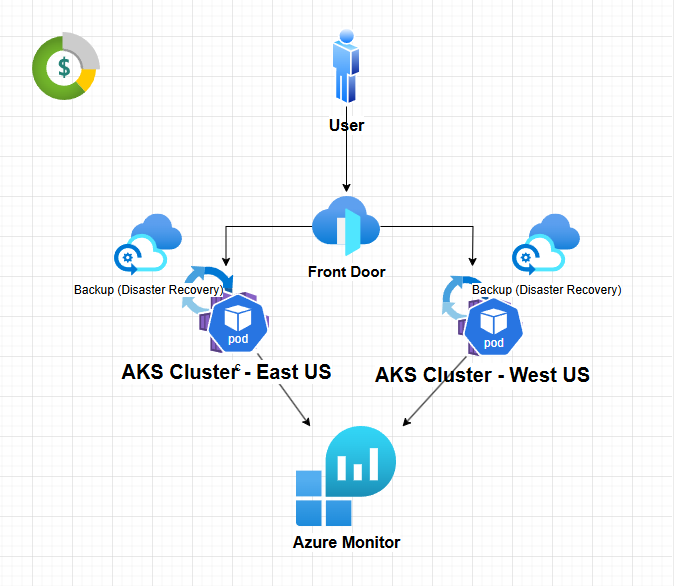 $
User
Front Door
Backup (Disaster Recovery)
Backup (Disaster Recovery)
pod
pod
AKS Cluster - East US
AKS Cluster - West US
Azure Monitor